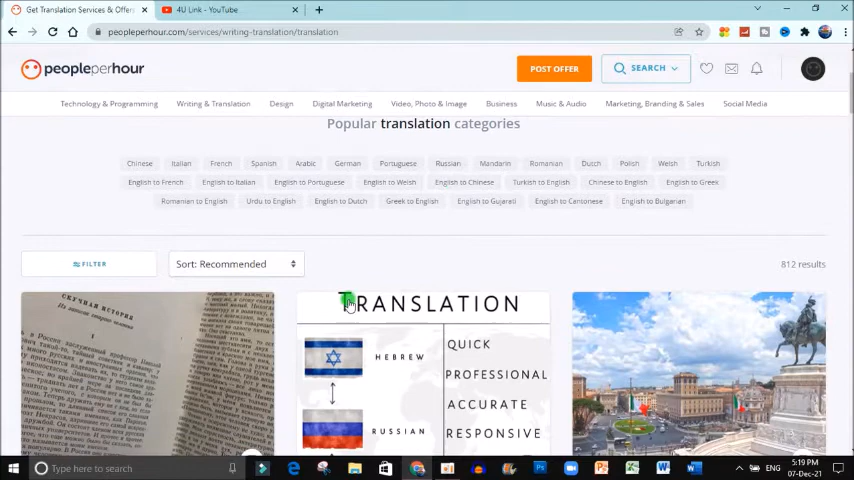 Get Translation Services & Offers
4U Link - YouTube
peopleperhour.com/services/writing-translation/translation
peopleperhour
POST OFFER
SEARCH
Technology & Programming Writing & Translation Design Digital Marketing Video, Photo & Image Business Music & Audio Marketing, Branding & Sales Social Media
Popular translation categories
Chinese Italian French Spanish Arabic German Portuguese Russian Mandarin Romanian Dutch Polish Welsh Turkish
English to French English to Italian English to Portuguese English to Welsh English to Chinese Turkish to English Chinese to English English to Greek
Romanian to English Urdu to English English to Dutch Greek to English English to Gujarati English to Cantonese English to Bulgarian
FILTER
Sort: Recommended
812 results
СКУЧНАЯ ИСТОРИЯ
TRANSLATION
HEBREW
RUSSIAN
QUICK
PROFESSIONAL
ACCURATE
RESPONSIVE
Type here to search
ENG
5:19 PM
07-Dec-21